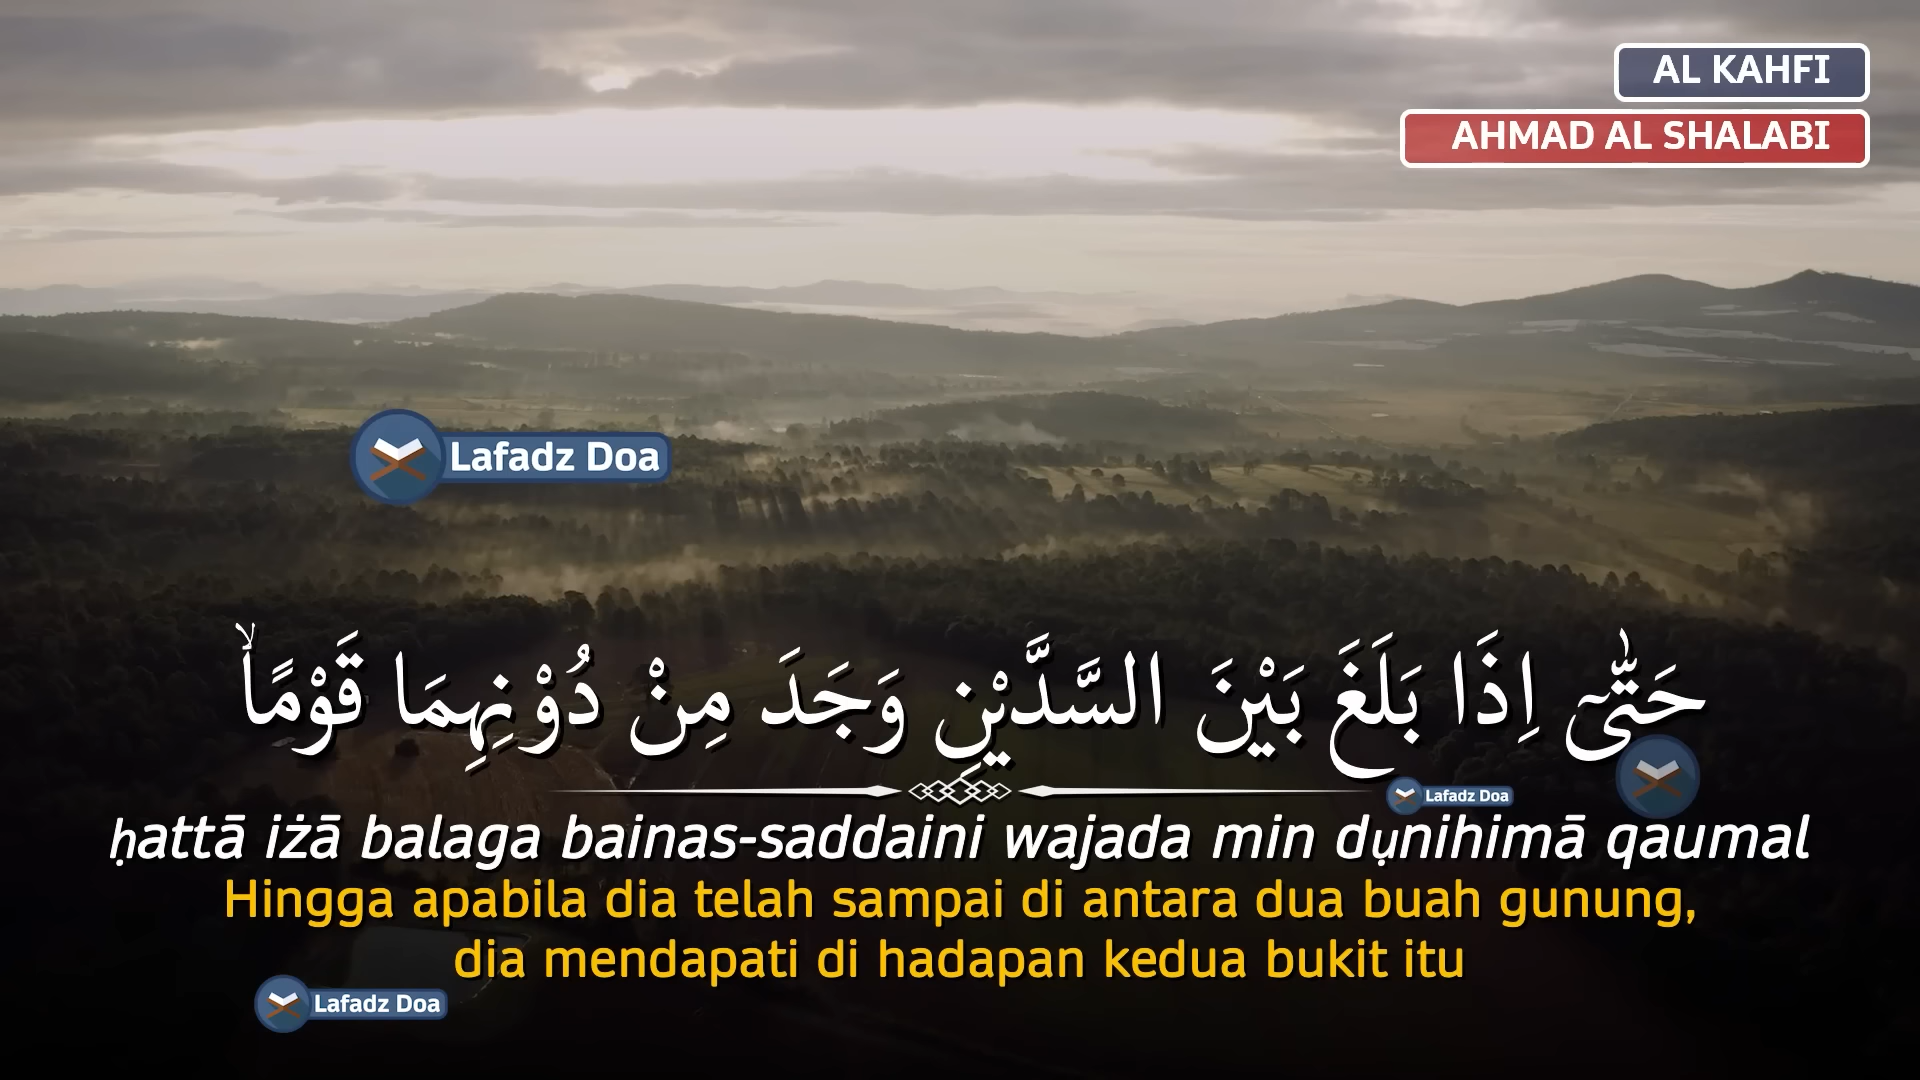 AL KAHFI
AHMAD AL SHALABI
Lafadz Doa
حَتّٰىٓ اِذَا بَلَغَ بَيْنَ السَّدَّيْنِ وَجَدَ مِنْ دُوْنِهِمَا قَوْمًاۙ
Lafadz Doa
ḥattā iżā balaga bainas-saddaini wajada min dụnihimā qaumal
Hingga apabila dia telah sampai di antara dua buah gunung,
dia mendapati di hadapan kedua bukit itu
Lafadz Doa